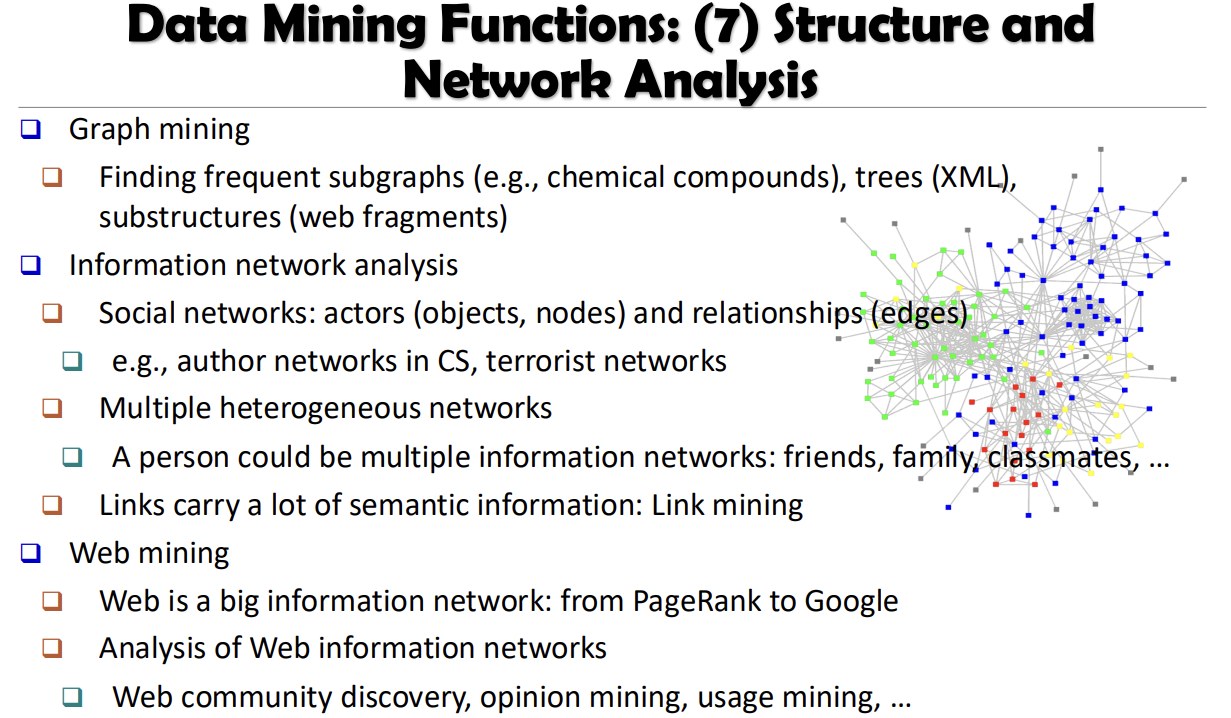 Data Mining Functions: (7) Structure and
Network Analysis
Graph mining
Finding frequent subgraphs (e.g., chemical compounds), trees (XML),
substructures (web fragments)
Information network analysis
Social networks: actors (objects, nodes) and relationships (edges)
e.g., author networks in CS, terrorist networks
Multiple heterogeneous networks
A person could be multiple information networks: friends, family, classmates, …
Links carry a lot of semantic information: Link mining
Web mining
Web is a big information network: from PageRank to Google
Analysis of Web information networks
Web community discovery, opinion mining, usage mining, …